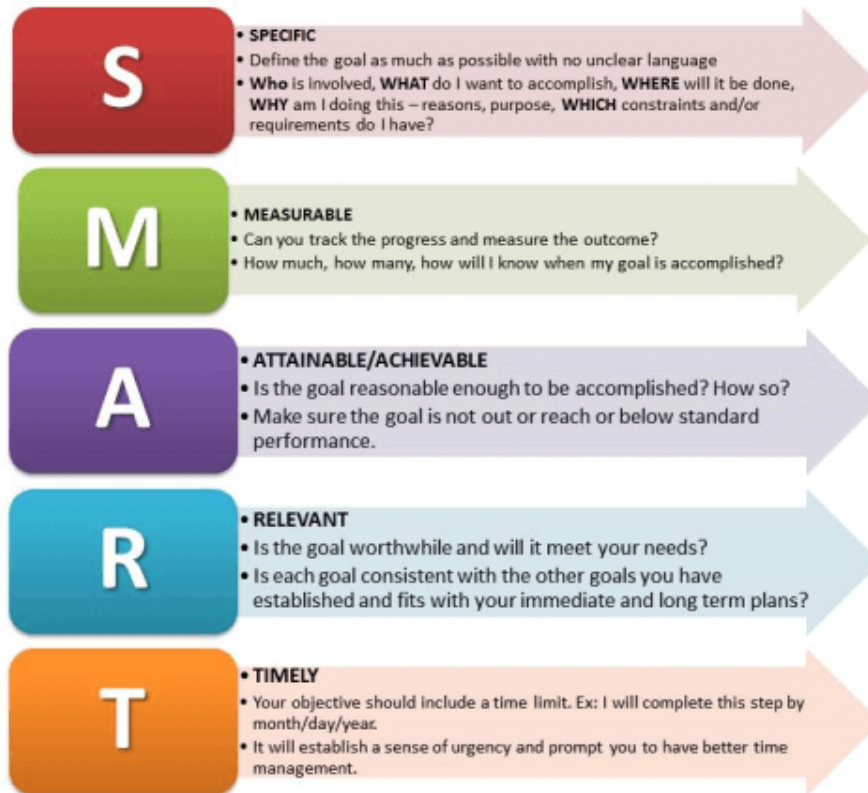 S
• SPECIFIC
• Define the goal as much as possible with no unclear language
• Who is involved, WHAT do I want to accomplish, WHERE will it be done,
WHY am I doing this – reasons, purpose, WHICH constraints and/or
requirements do I have?
M
• MEASURABLE
• Can you track the progress and measure the outcome?
• How much, how many, how will I know when my goal is accomplished?
A
• ATTAINABLE/ACHIEVABLE
• Is the goal reasonable enough to be accomplished? How so?
• Make sure the goal is not out or reach or below standard
performance.
R
• RELEVANT
• Is the goal worthwhile and will it meet your needs?
• Is each goal consistent with the other goals you have
established and fits with your immediate and long term plans?
T
• TIMELY
• Your objective should include a time limit. Ex: I will complete this step by
month/day/year.
• It will establish a sense of urgency and prompt you to have better time
management.